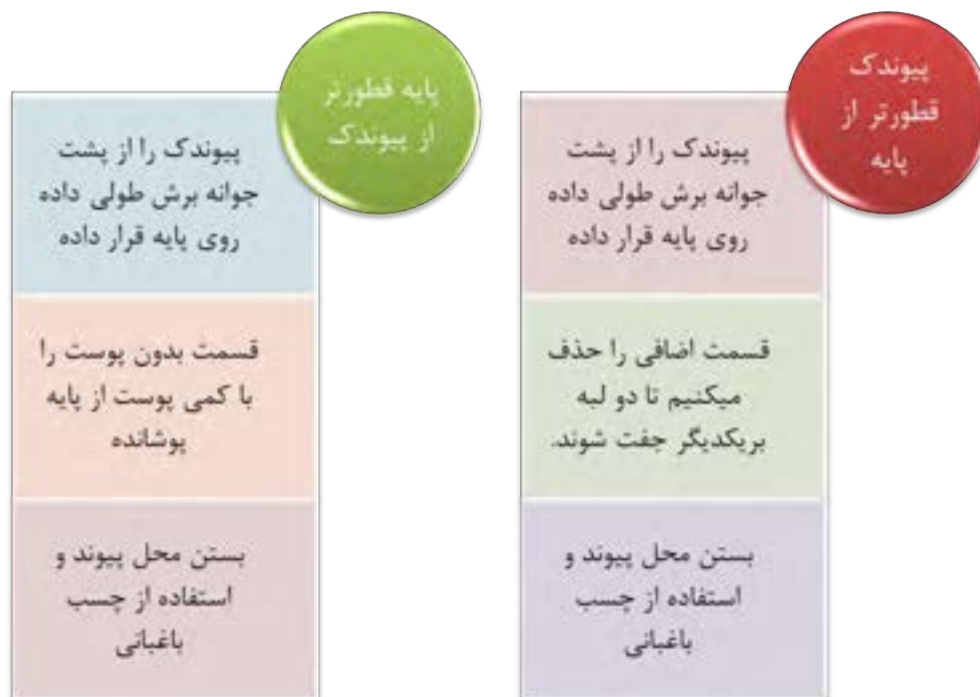 پیوندک
قطورتر از
پایه
پیوندک را از پشت
جوانه برش طولی داده
روی پایه قرار داده
قسمت اضافی را حذف
میکنیم تا دو لبه
بریکدیگر جفت شوند.
بستن محل پیوند و
استفاده از چسب
باغبانی
پایه قطورتر
از پیوندک
پیوندک را از پشت
جوانه برش طولی داده
روی پایه قرار داده
قسمت بدون پوست را
با کمی پوست از پایه
پوشانده
بستن محل پیوند و
استفاده از چسب
باغبانی